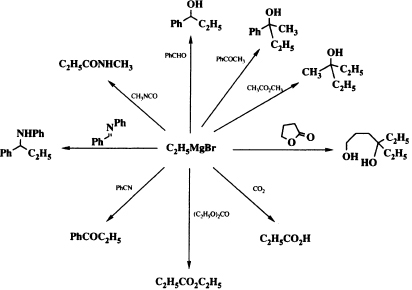 OH
Ph
C₂H₅
OH
Ph
CH₃
C₂H₅
PhCHO
PhCOCH₃
OH
CH₃
C₂H₅
C₂H₅
C₂H₅CONHCH₃
CH₃NCO
CH₃CO₂CH₃
NHPh
Ph
C₂H₅
N
Ph
Ph
H
C₂H₅MgBr
O
O
OH
HO
C₂H₅
C₂H₅
PhCN
(C₂H₅O)₂CO
CO₂
PhCOC₂H₅
C₂H₅CO₂H
C₂H₅CO₂C₂H₅